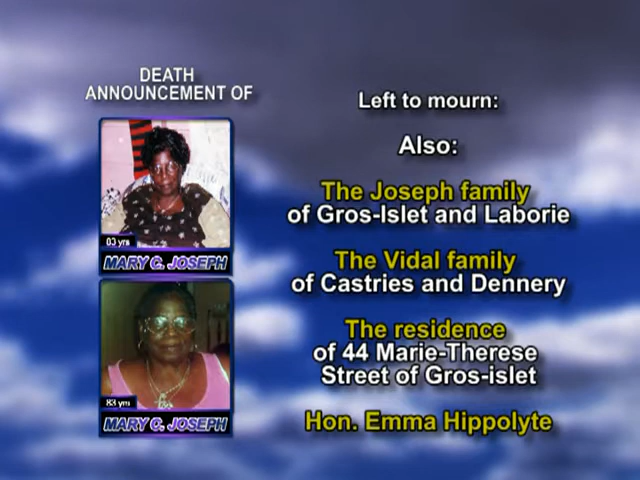 DEATH
ANNOUNCEMENT OF
83 yrs
MARY C. JOSEPH
83 yrs
MARY C. JOSEPH
Left to mourn:
Also:
The Joseph family
of Gros-Islet and Laborie
The Vidal family
of Castries and Dennery
The residence
of 44 Marie-Therese
Street of Gros-islet
Hon. Emma Hippolyte